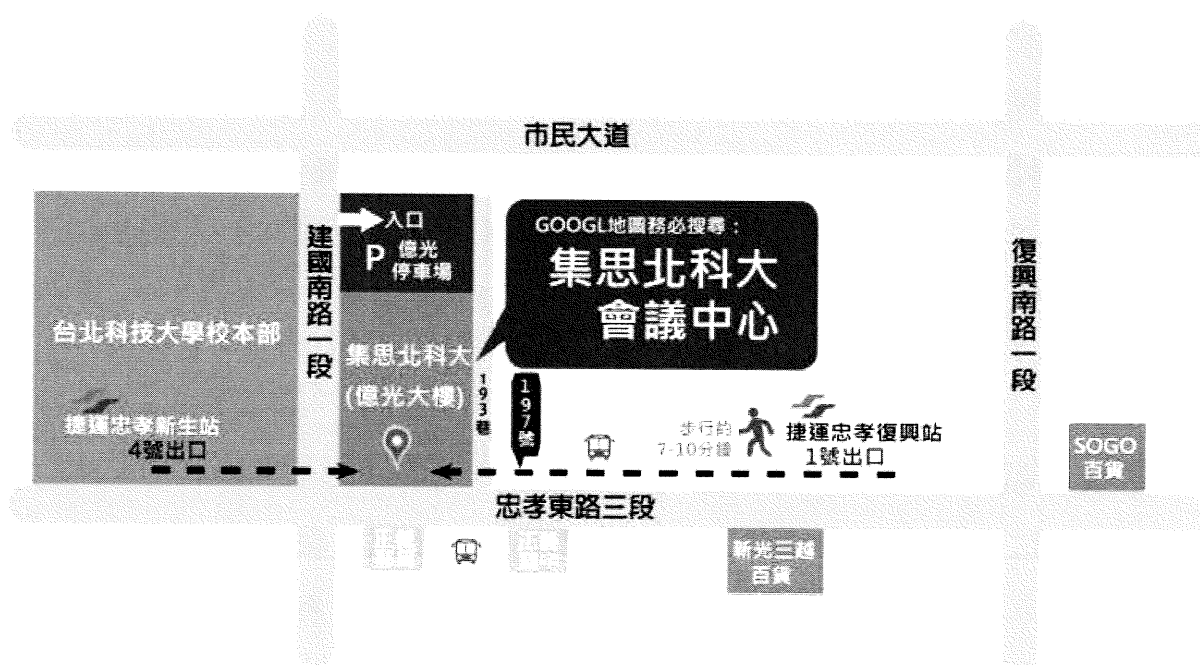 市民大道
入口
P 億光
停車場
GOOGL地圖務必搜尋：
集思北科大
會議中心
建國南路一段
復興南路一段
台北科技大學校本部
集思北科大
(億光大樓)
193巷
197號
捷運忠孝新生站
4號出口
步行約
7-10分鐘
捷運忠孝復興站
1號出口
SOGO
百貨
忠孝東路三段
新光三越
百貨